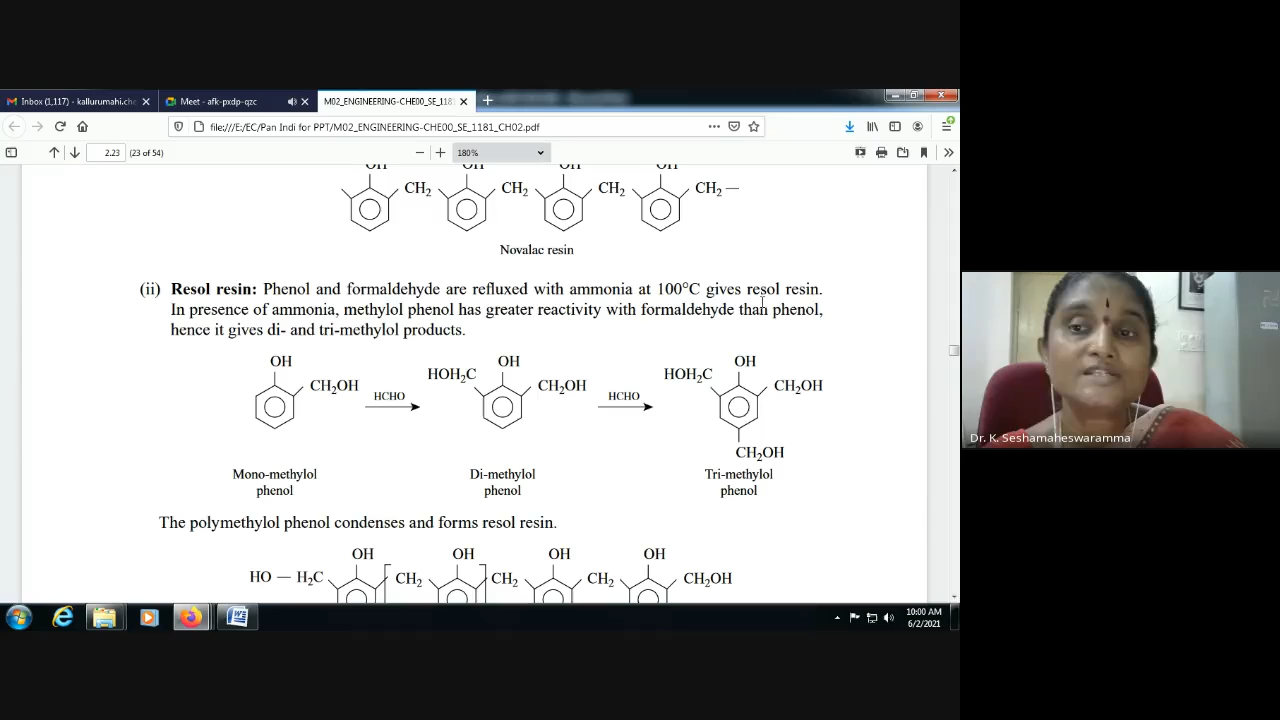 Inbox (1,117) - kallurumahi.che
Meet - afk-pxdp-qzc
M02_ENGINEERING-CHE00_SE_1181
file:///E/EC/Pan Indi for PPT/M02_ENGINEERING-CHE00_SE_1181_CH02.pdf
2.23 (23 of 54)
180%
OH OH OH OH
CH2 CH2 CH2 CH2 —
Novalac resin
(ii) Resol resin: Phenol and formaldehyde are refluxed with ammonia at 100°C gives resol resin.
In presence of ammonia, methylol phenol has greater reactivity with formaldehyde than phenol,
hence it gives di- and tri-methylol products.
OH OH OH
HOH2C HOH2C
CH2OH CH2OH CH2OH
HCHO HCHO
CH2OH
Dr. K. Seshamaheswaramma
Mono-methylol Di-methylol Tri-methylol
phenol phenol phenol
The polymethylol phenol condenses and forms resol resin.
OH OH OH OH
HO — H2C CH2 CH2 CH2 CH2OH
10:00 AM
6/2/2021